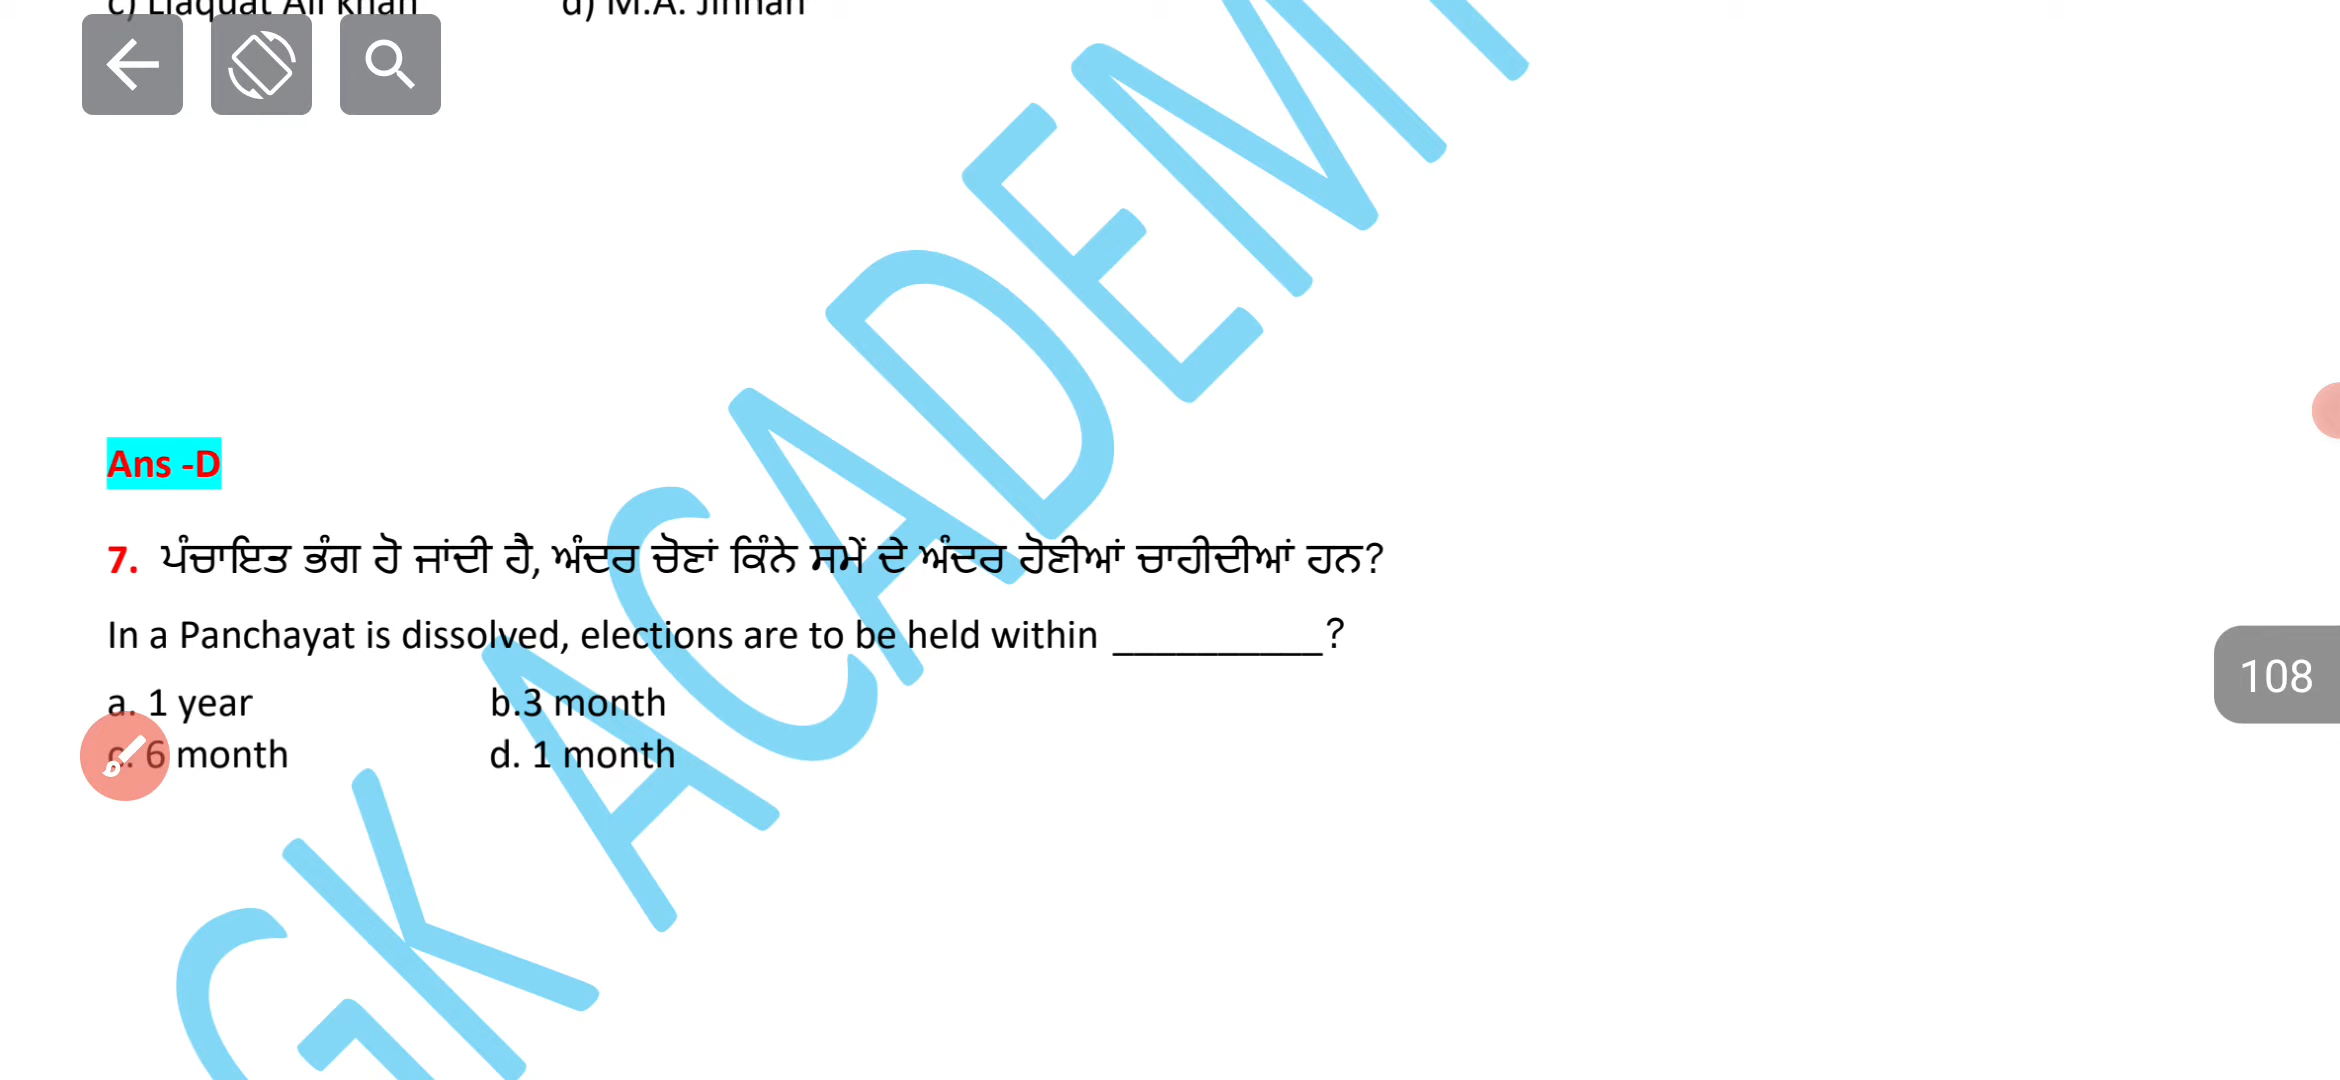 c) Liaquat Ali Khan d) M.A. Jinnah
Ans -D
7. ਪੰਚਾਇਤ ਭੰਗ ਹੋ ਜਾਂਦੀ ਹੈ, ਅੰਦਰ ਚੋਣਾਂ ਕਿੰਨੇ ਸਮੇਂ ਦੇ ਅੰਦਰ ਹੋਣੀਆਂ ਚਾਹੀਦੀਆਂ ਹਨ?
In a Panchayat is dissolved, elections are to be held within __________?
a. 1 year b.3 month
c. 6 month d. 1 month
108
GK ACADEMY